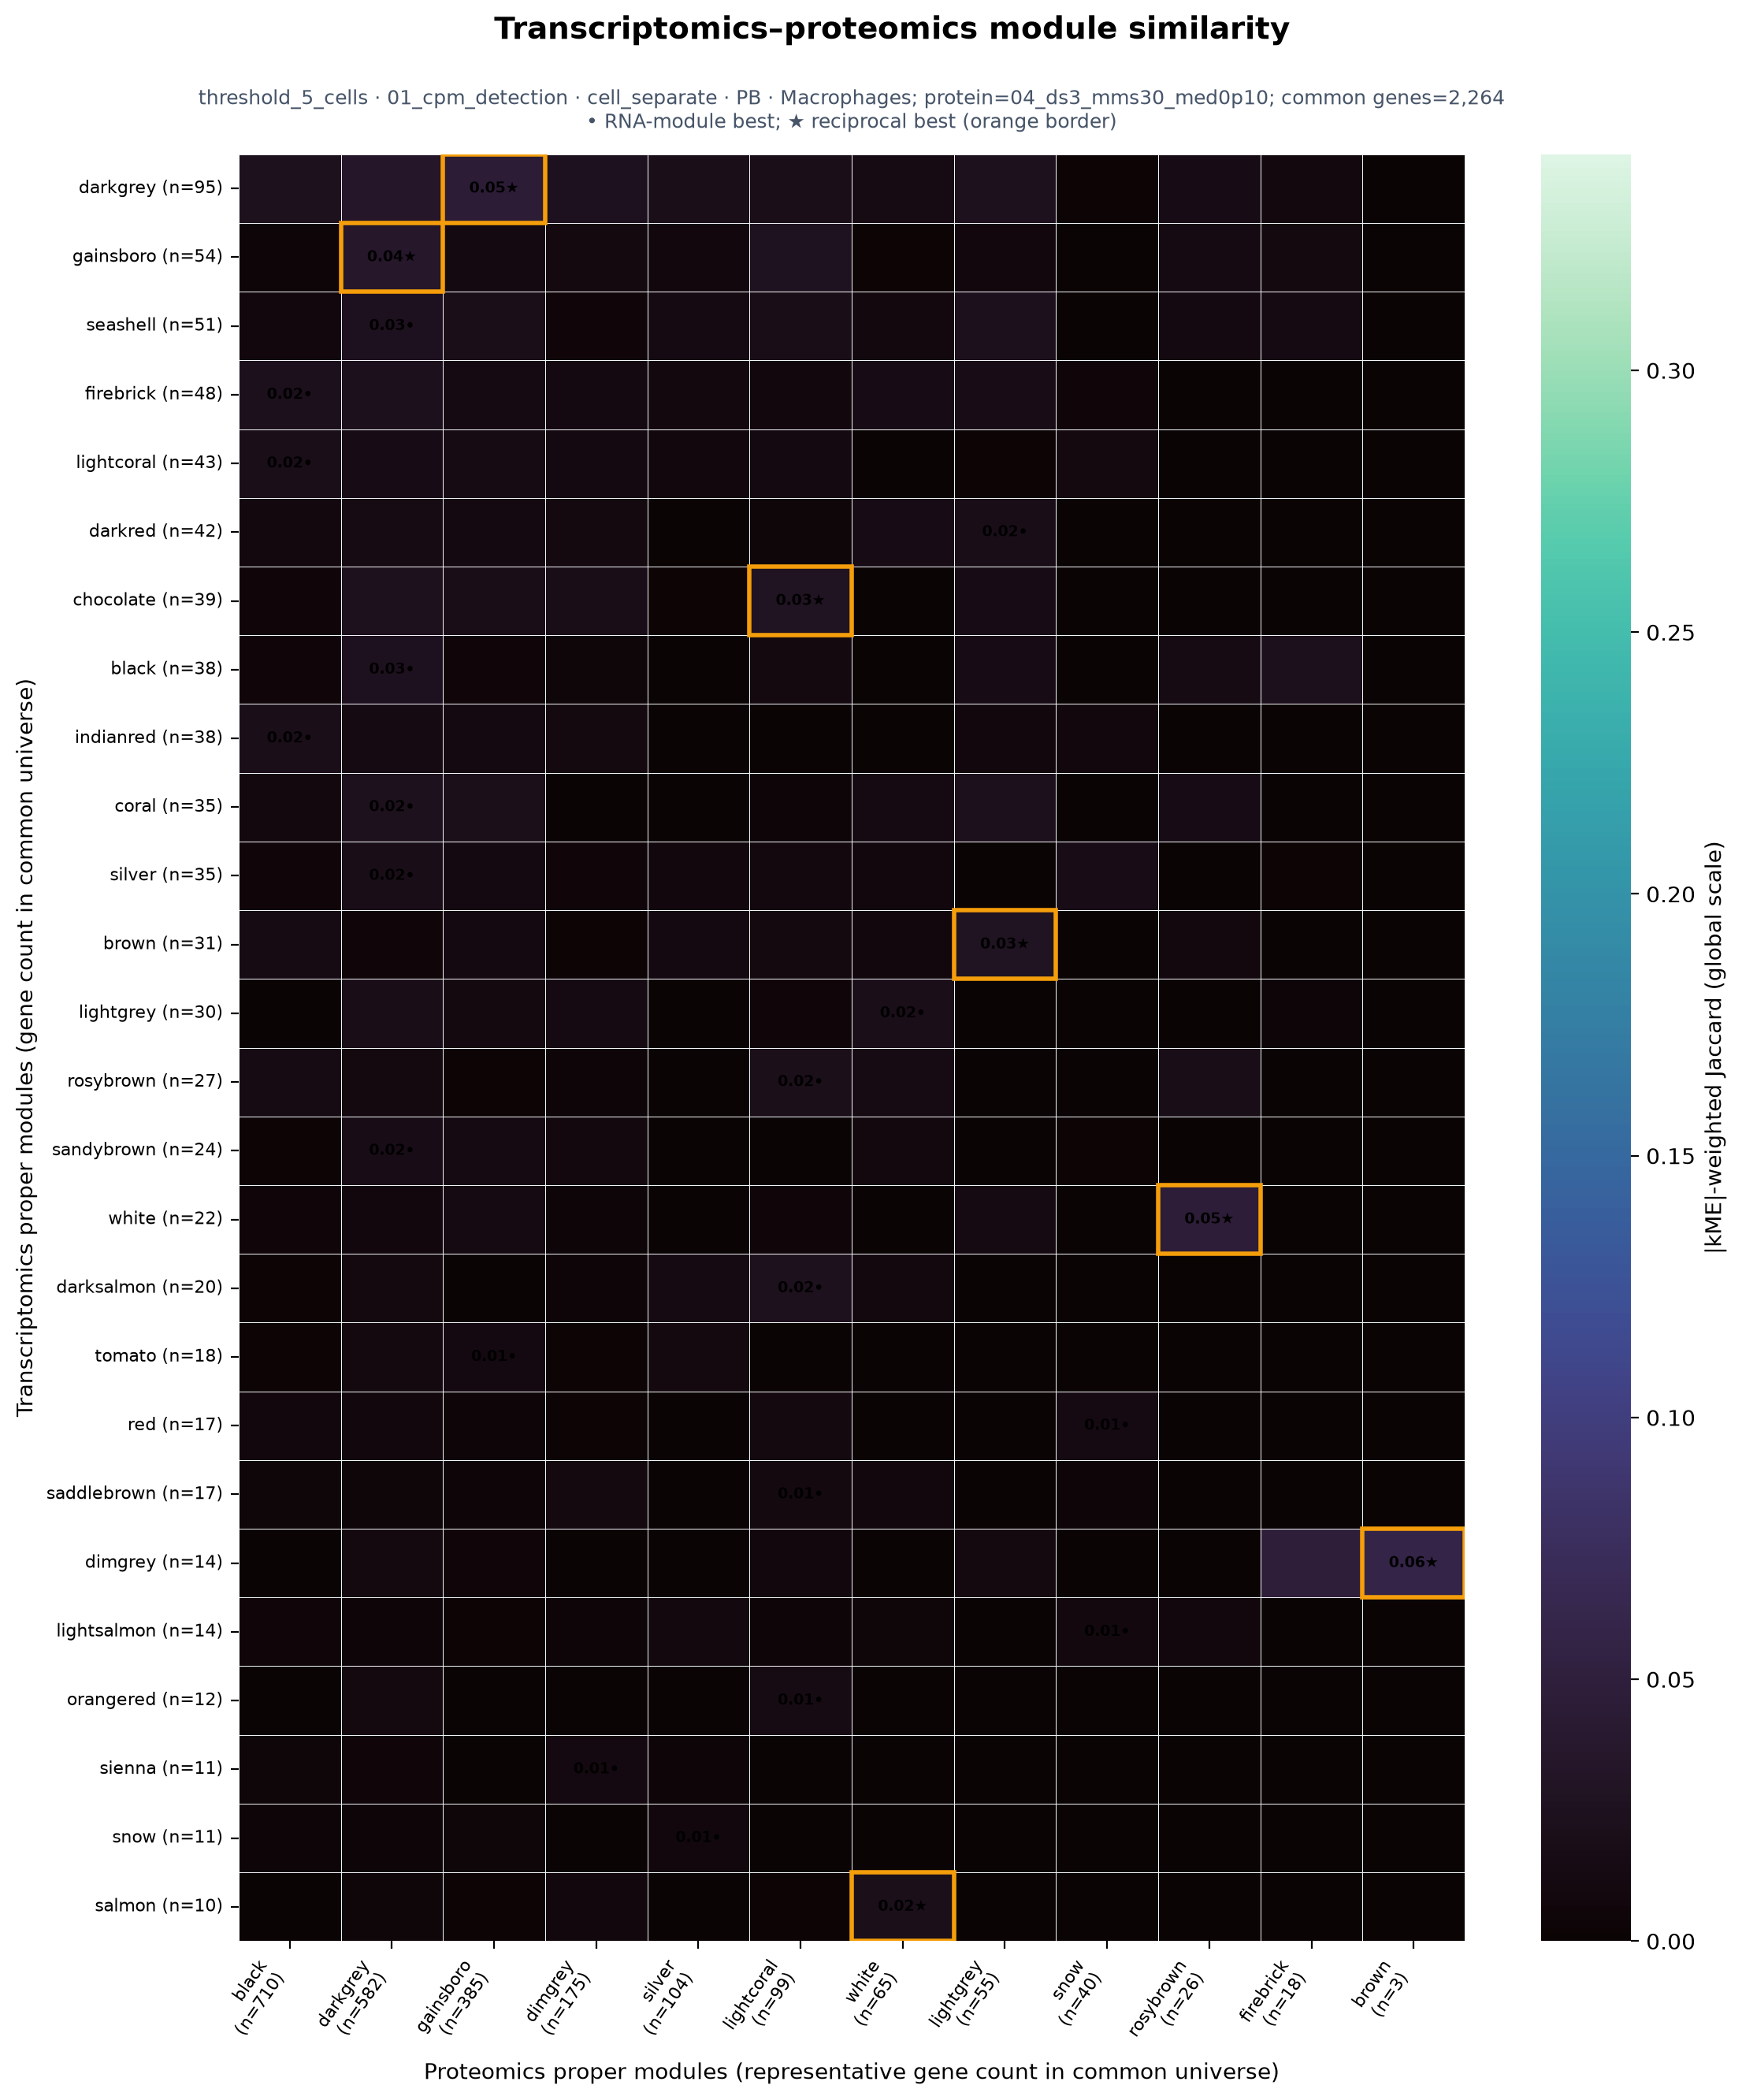 Transcriptomics–proteomics module similarity
threshold_5_cells · 01_cpm_detection · cell_separate · PB · Macrophages; protein=04_ds3_mms30_med0p10; common genes=2,264
• RNA-module best; ★ reciprocal best (orange border)
Transcriptomics proper modules (gene count in common universe)
darkgrey (n=95)
0.05★
gainsboro (n=54)
0.04★
seashell (n=51)
0.03•
firebrick (n=48)
0.02•
lightcoral (n=43)
0.02•
darkred (n=42)
0.02•
chocolate (n=39)
0.03★
black (n=38)
0.03•
indianred (n=38)
0.02•
coral (n=35)
0.02•
silver (n=35)
0.02•
brown (n=31)
0.03★
lightgrey (n=30)
0.02•
rosybrown (n=27)
0.02•
sandybrown (n=24)
0.02•
white (n=22)
0.05★
darksalmon (n=20)
0.02•
tomato (n=18)
0.01•
red (n=17)
0.01•
saddlebrown (n=17)
0.01•
dimgrey (n=14)
0.06★
lightsalmon (n=14)
0.01•
orangered (n=12)
0.01•
sienna (n=11)
0.01•
snow (n=11)
0.01•
salmon (n=10)
0.02★
black
(n=710)
darkgrey
(n=582)
gainsboro
(n=385)
dimgrey
(n=175)
silver
(n=104)
lightcoral
(n=99)
white
(n=65)
lightgrey
(n=55)
snow
(n=40)
rosybrown
(n=26)
firebrick
(n=18)
brown
(n=3)
Proteomics proper modules (representative gene count in common universe)
0.30
0.25
0.20
0.15
0.10
0.05
0.00
|kME|-weighted Jaccard (global scale)